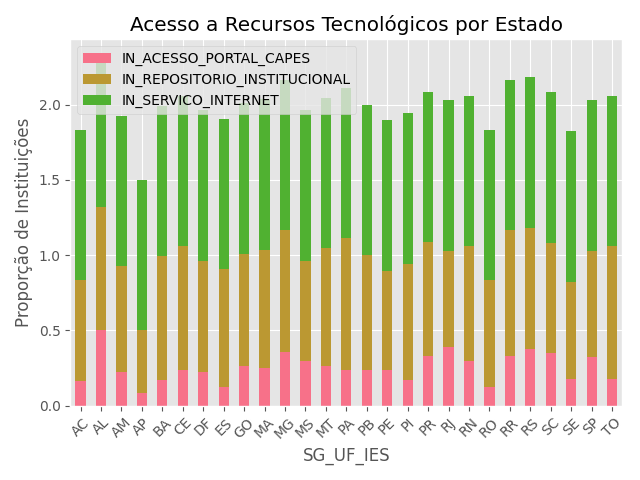 Acesso a Recursos Tecnológicos por Estado
IN_ACESSO_PORTAL_CAPES
IN_REPOSITORIO_INSTITUCIONAL
IN_SERVICO_INTERNET
Proporção de Instituições
2.0
1.5
1.0
0.5
0.0
AC AL AM AP BA CE DF ES GO MA MG MS MT PA PB PE PI PR RJ RN RO RR RS SC SE SP TO
SG_UF_IES